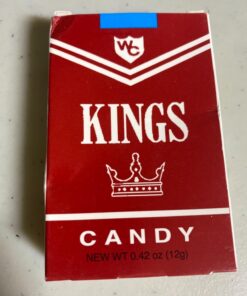 WC
KINGS
CANDY
NEW WT 0.42 oz (12g)